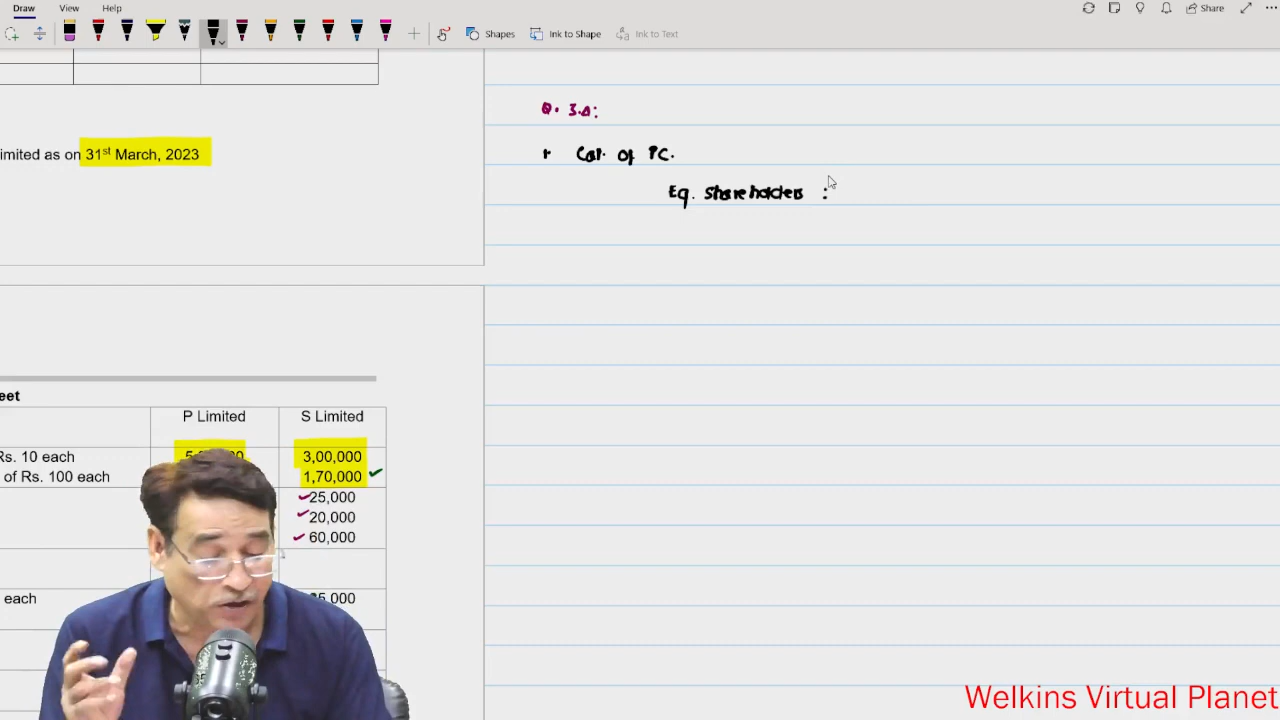 Draw View Help
Shapes Ink to Shape Ink to Text Share
Q. 3.A:
Cal. of PC.
imited as on 31st March, 2023
Eq. Shareholders :
eet
P Limited S Limited
Rs. 10 each 3,00,000
of Rs. 100 each 1,70,000
25,000
20,000
60,000
each
Welkins Virtual Planet